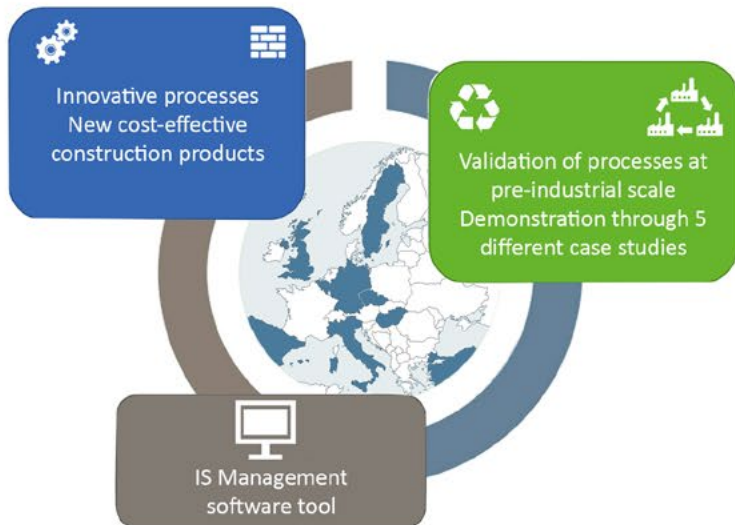 Innovative processes
New cost-effective
construction products
Validation of processes at
pre-industrial scale
Demonstration through 5
different case studies
IS Management
software tool